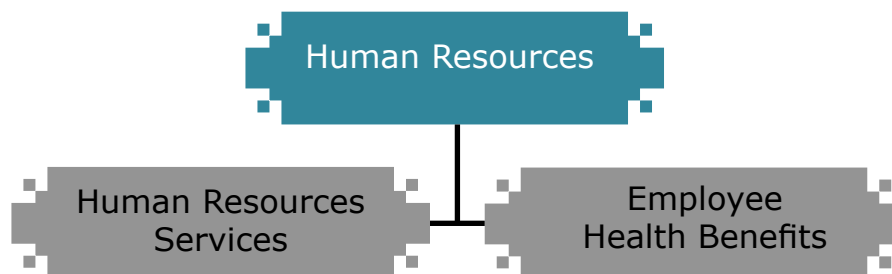 Human Resources
Human Resources
Services
Employee
Health Benefits